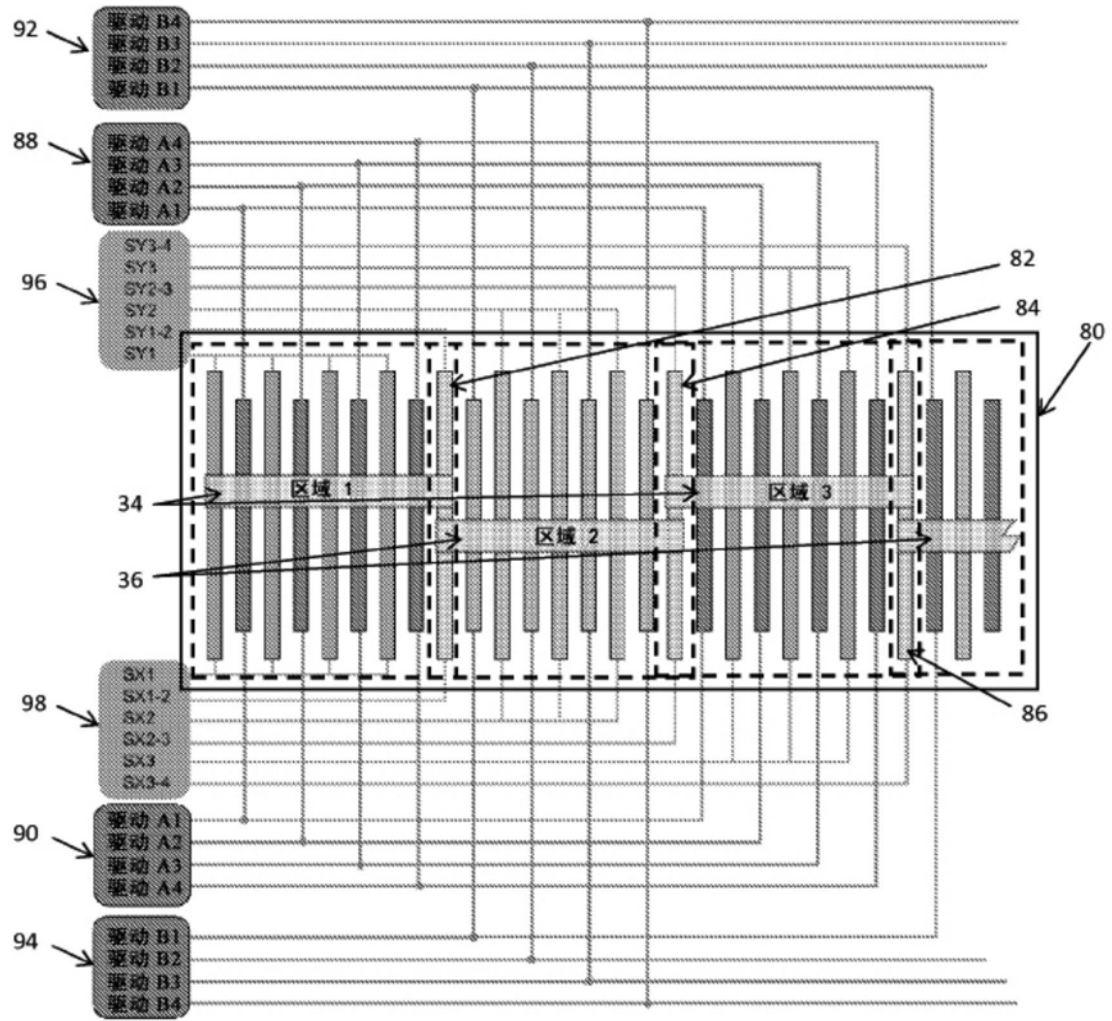 92
驱动 B4
驱动 B3
驱动 B2
驱动 B1
88
驱动 A4
驱动 A3
驱动 A2
驱动 A1
96
SY3-4
SY3
SY2-3
SY2
SY1-2
SY1
82
84
80
34
区域 1
区域 3
36
区域 2
98
SX1
SX1-2
SX2
SX2-3
SX3
SX3-4
86
90
驱动 A1
驱动 A2
驱动 A3
驱动 A4
94
驱动 B1
驱动 B2
驱动 B3
驱动 B4